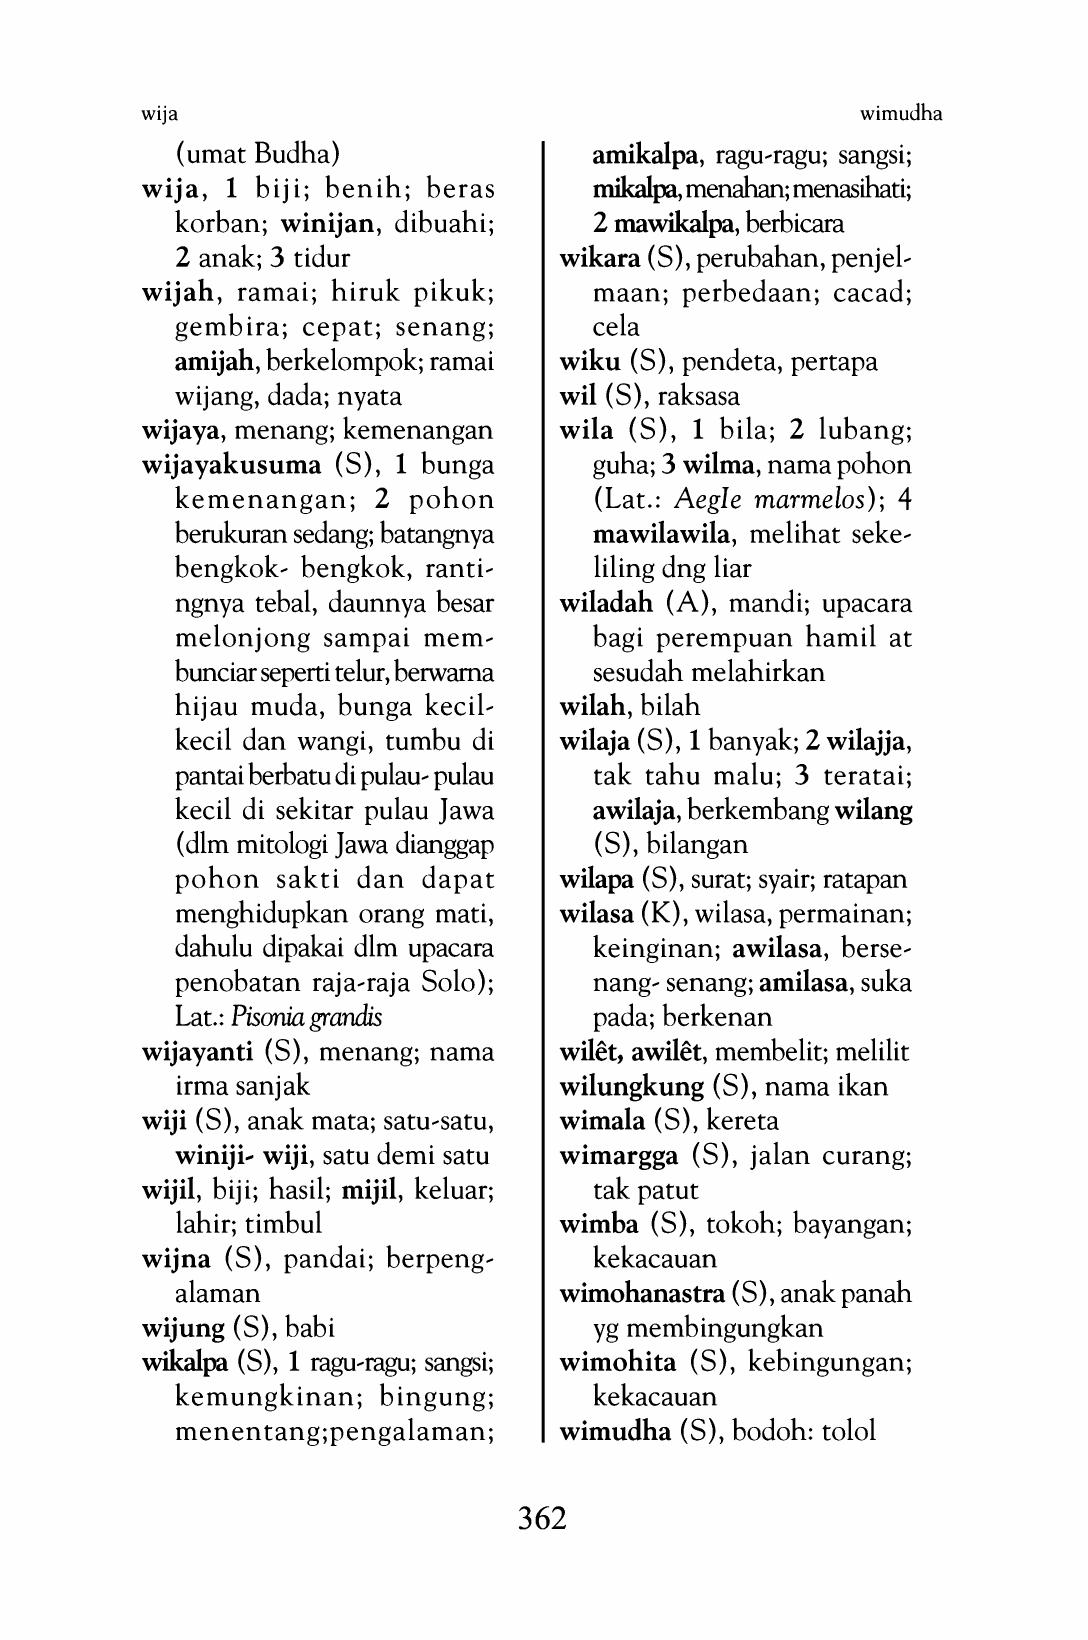 wija
wimudha
(umat Budha)
wija, 1 biji; benih; beras
korban; winijan, dibuahi;
2 anak; 3 tidur
wijah, ramai; hiruk pikuk;
gembira; cepat; senang;
amijah, berkelompok; ramai
wijang, dada; nyata
wijaya, menang; kemenangan
wijayakusuma (S), 1 bunga
kemenangan; 2 pohon
berukuran sedang; batangnya
bengkok- bengkok, ranti-
ngnya tebal, daunnya besar
melonjong sampai mem-
bunciar seperti telur, berwarna
hijau muda, bunga kecil-
kecil dan wangi, tumbu di
pantai berbatu di pulau- pulau
kecil di sekitar pulau Jawa
(dlm mitologi Jawa dianggap
pohon sakti dan dapat
menghidupkan orang mati,
dahulu dipakai dlm upacara
penobatan raja-raja Solo);
Lat.: Pisonia grandis
wijayanti (S), menang; nama
irma sanjak
wiji (S), anak mata; satu-satu,
winiji- wiji, satu demi satu
wijil, biji; hasil; mijil, keluar;
lahir; timbul
wijna (S), pandai; berpeng-
alaman
wijung (S), babi
wikalpa (S), 1 ragu-ragu; sangsi;
kemungkinan; bingung;
menentang;pengalaman;
amikalpa, ragu-ragu; sangsi;
mikalpa, menahan; menasihati;
2 mawikalpa, berbicara
wikara (S), perubahan, penjel-
maan; perbedaan; cacad;
cela
wiku (S), pendeta, pertapa
wil (S), raksasa
wila (S), 1 bila; 2 lubang;
guha; 3 wilma, nama pohon
(Lat.: Aegle marmelos); 4
mawilawila, melihat seke-
liling dng liar
wiladah (A), mandi; upacara
bagi perempuan hamil at
sesudah melahirkan
wilah, bilah
wilaja (S), 1 banyak; 2 wilajja,
tak tahu malu; 3 teratai;
awilaja, berkembang wilang
(S), bilangan
wilapa (S), surat; syair; ratapan
wilasa (K), wilasa, permainan;
keinginan; awilasa, berse-
nang- senang; amilasa, suka
pada; berkenan
wilêt, awilêt, membelit; melilit
wilungkung (S), nama ikan
wimala (S), kereta
wimargga (S), jalan curang;
tak patut
wimba (S), tokoh; bayangan;
kekacauan
wimohanastra (S), anak panah
yg membingungkan
wimohita (S), kebingungan;
kekacauan
wimudha (S), bodoh: tolol
362